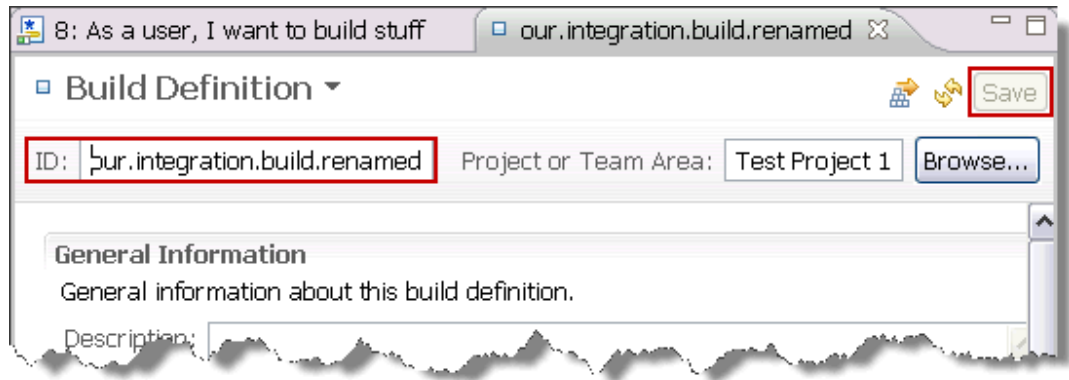 8: As a user, I want to build stuff our.integration.build.renamed
Build Definition Save
ID: our.integration.build.renamed Project or Team Area: Test Project 1 Browse...
General Information
General information about this build definition.
Description: